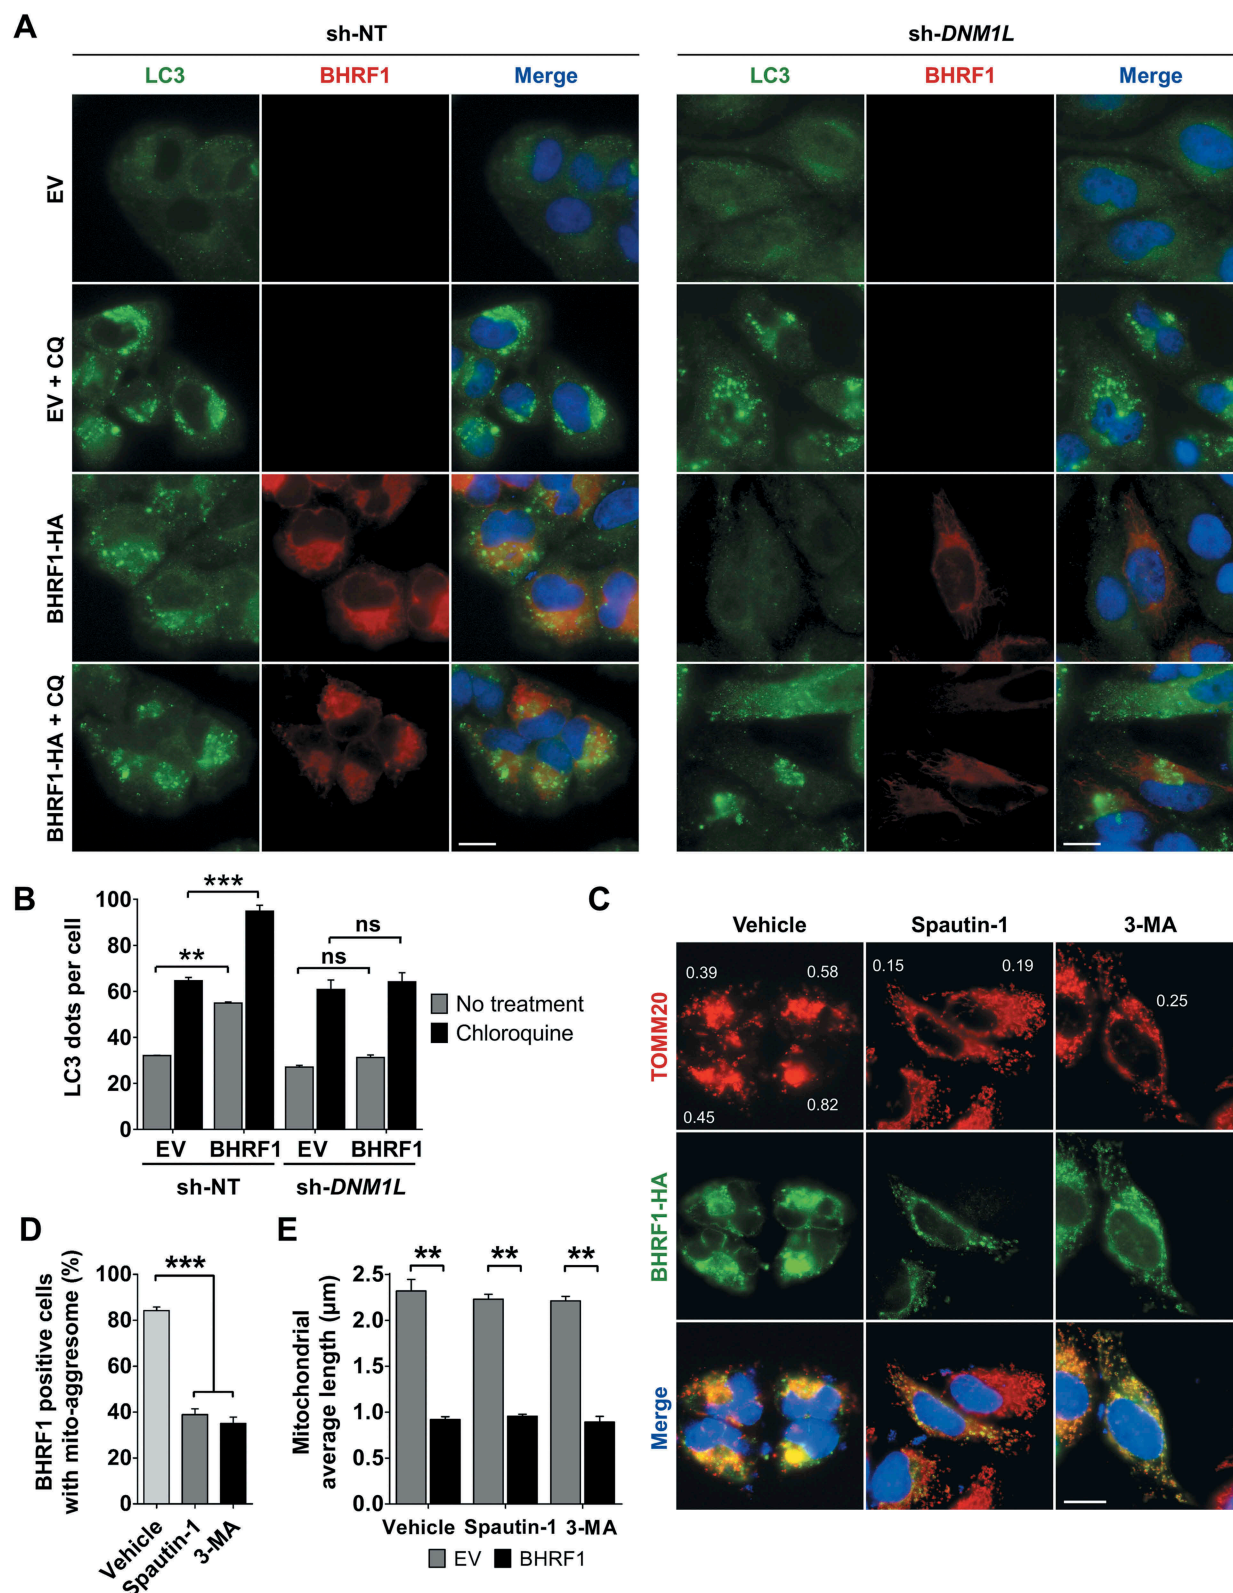 A
sh-NT
sh-DNM1L
LC3 BHRF1 Merge LC3 BHRF1 Merge
EV
EV + CQ
BHRF1-HA
BHRF1-HA + CQ
B
LC3 dots per cell
100
80
60
40
20
0
***
**
ns
ns
No treatment
Chloroquine
EV BHRF1 EV BHRF1
sh-NT sh-DNM1L
C
Vehicle Spautin-1 3-MA
TOMM20
0.39 0.58 0.15 0.19 0.25
0.45 0.82
BHRF1-HA
Merge
D
BHRF1 positive cells
with mito-aggresome (%)
100
80
60
40
20
0
***
Vehicle
Spautin-1
3-MA
E
Mitochondrial
average length (µm)
2.5
2.0
1.5
1.0
0.5
0.0
** ** **
Vehicle Spautin-1 3-MA
EV BHRF1